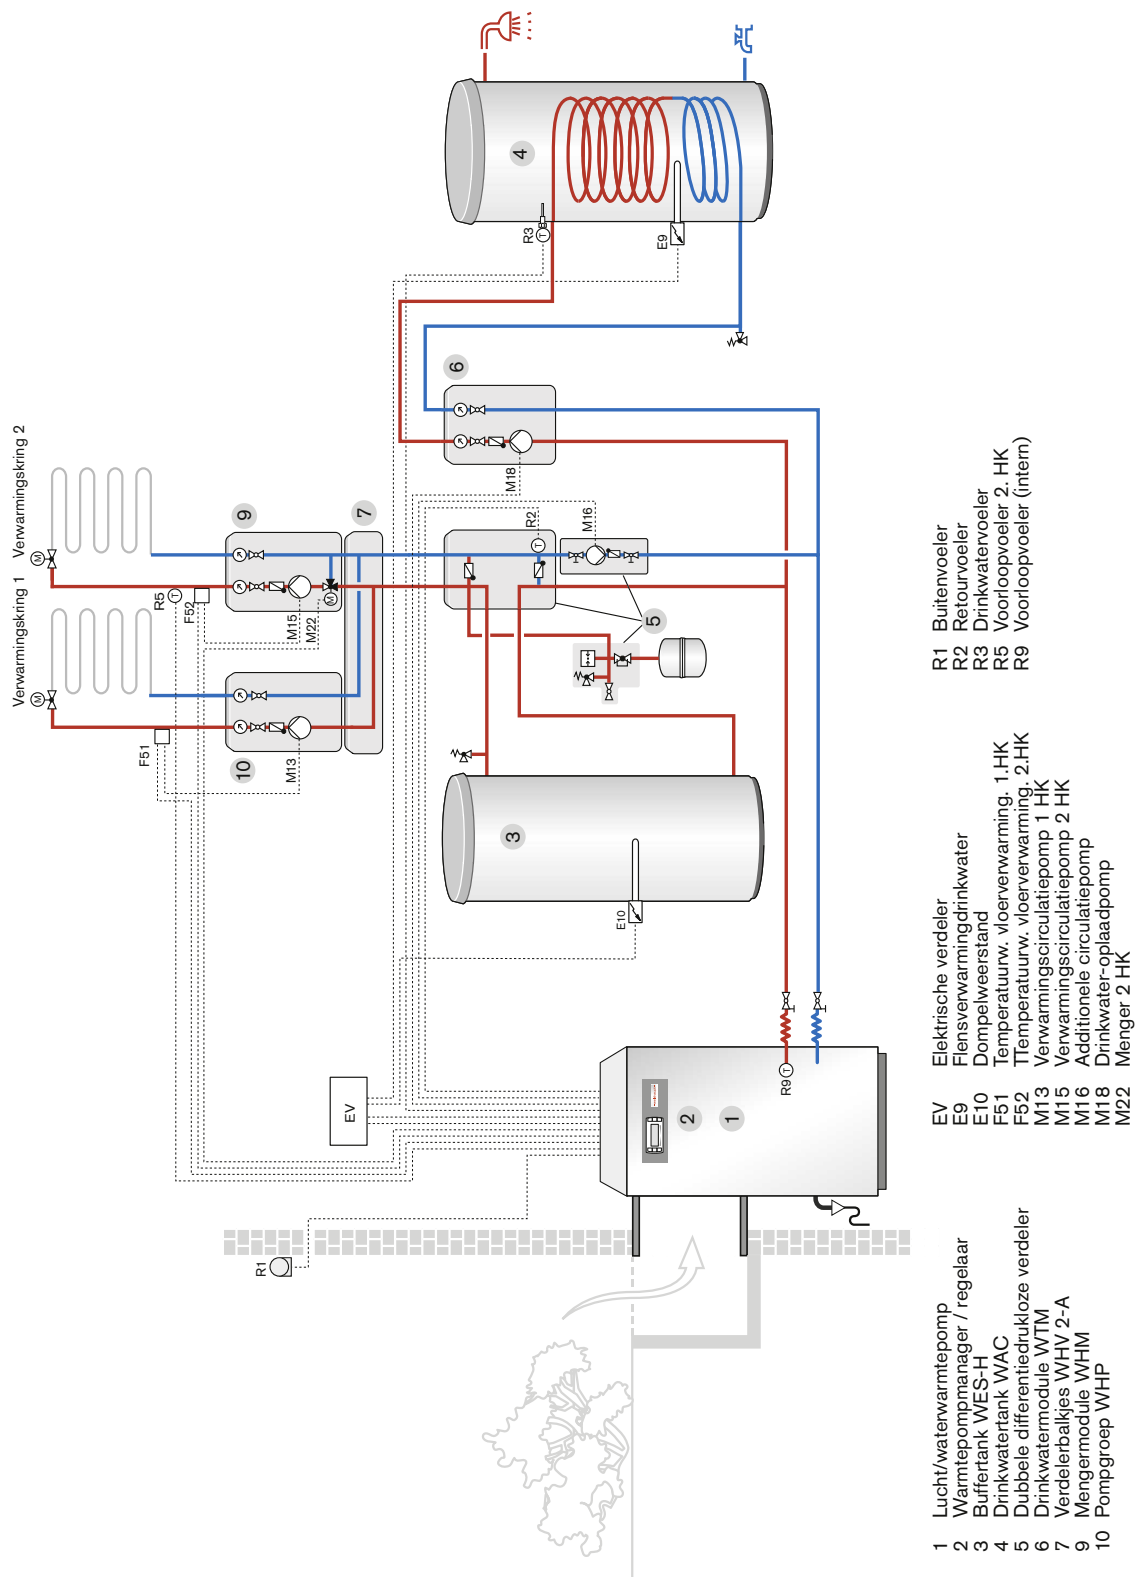 Verwarmingskring 1
Verwarmingskring 2
R1
EV
R5
F52
F51
M15
M22
M13
M18
R2
M16
R3
E9
E10
R9
T
T
T
T
M
M
M
1
2
3
4
5
6
7
9
10
1 Lucht/waterwarmtepomp
2 Warmtepompmanager / regelaar
3 Buffertank WES-H
4 Drinkwatertank WAC
5 Dubbele differentiedrukloze verdeler
6 Drinkwatermodule WTM
7 Verdelerbalkjes WHV 2-A
9 Mengermodule WHM
10 Pompgroep WHP
EV Elektrische verdeler
E9 Flensverwarmingdrinkwater
E10 Dompelweerstand
F51 Temperatuurw. vloerverwarming. 1.HK
F52 TTemperatuurw. vloerverwarming. 2.HK
M13 Verwarmingscirculatiepomp 1 HK
M15 Verwarmingscirculatiepomp 2 HK
M16 Additionele circulatiepomp
M18 Drinkwater-oplaadpomp
M22 Menger 2 HK
R1 Buitenvoeler
R2 Retourvoeler
R3 Drinkwatervoeler
R5 Voorloopvoeler 2. HK
R9 Voorloopvoeler (intern)